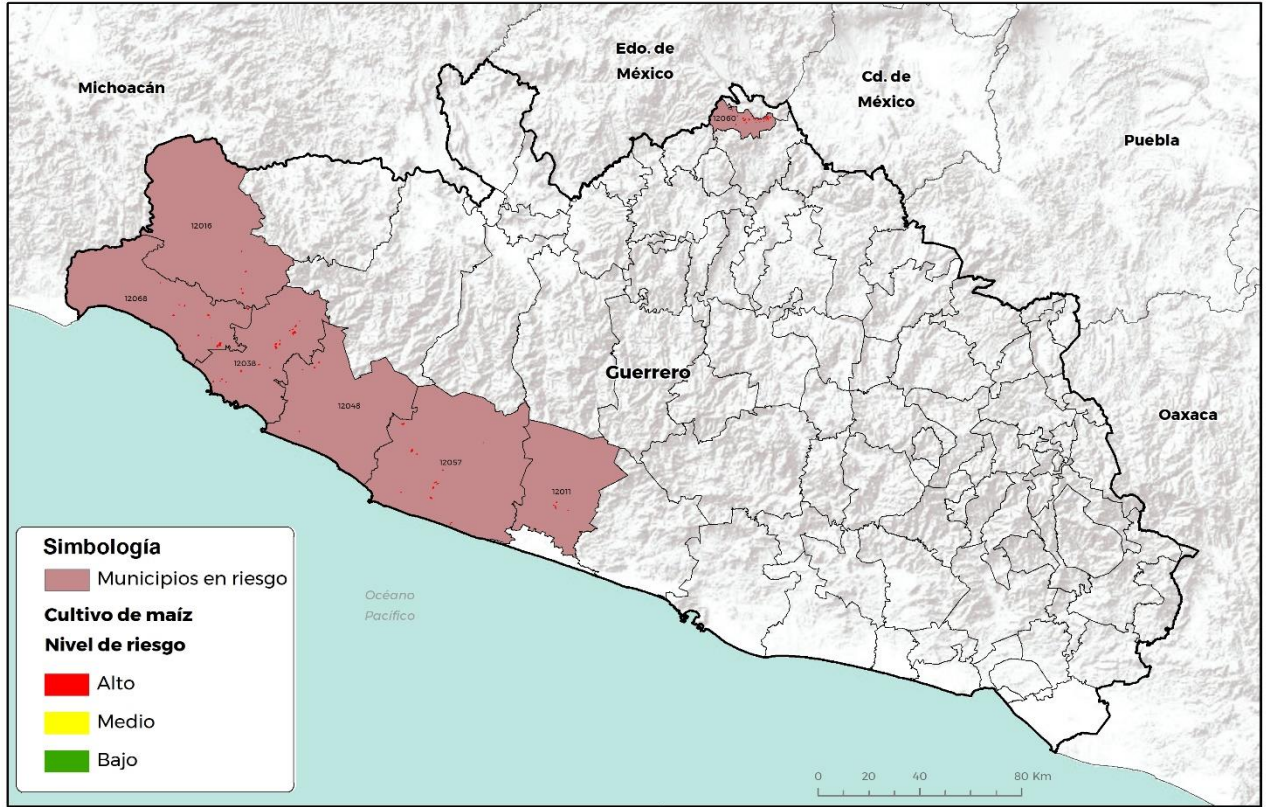 Edo. de
México
Michoacán
Cd. de
México
12060
Puebla
12016
12068
12038
Guerrero
12048
Oaxaca
12057
12011
Simbología
Municipios en riesgo
Cultivo de maíz
Nivel de riesgo
Alto
Medio
Bajo
Océano
Pacífico
0 20 40 80 Km